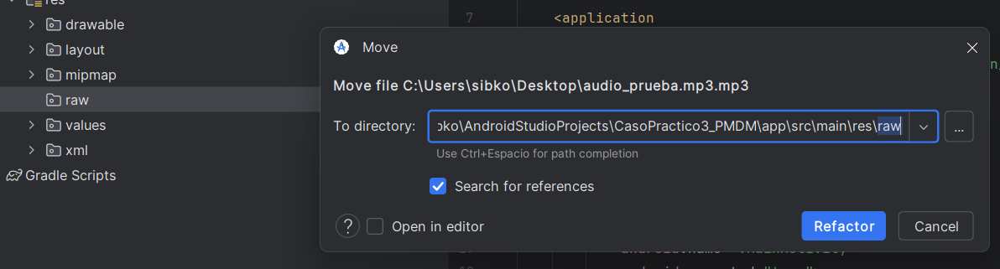 res
drawable
layout
mipmap
raw
values
xml
Gradle Scripts
7 <application
Move
Move file C:\Users\sibko\Desktop\audio_prueba.mp3.mp3
To directory: oko\AndroidStudioProjects\CasoPractico3_PMDM\app\src\main\res\raw ...
Use Ctrl+Espacio for path completion
Search for references
? Open in editor
Refactor Cancel